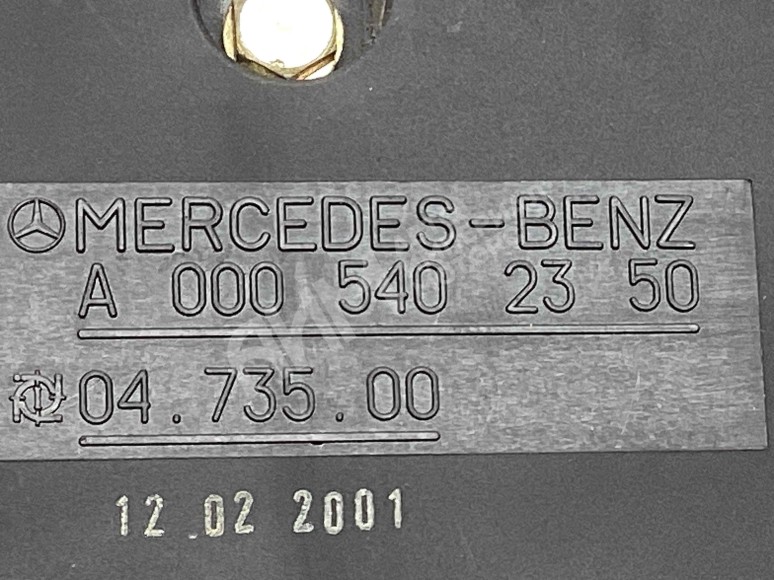 MERCEDES-BENZ
A 000 540 23 50
04.735.00
12.02 2001